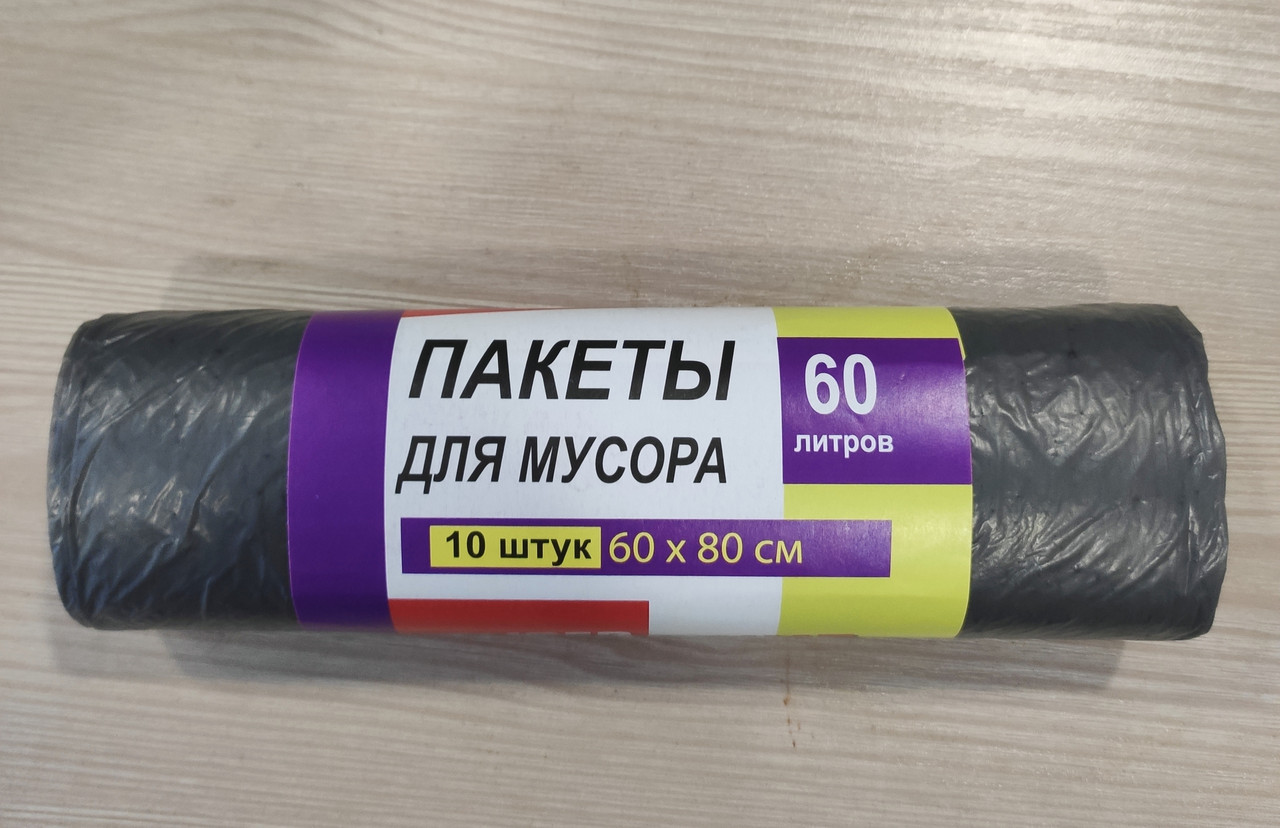 ПАКЕТЫ
ДЛЯ МУСОРА
60
литров
10 штук 60 х 80 см